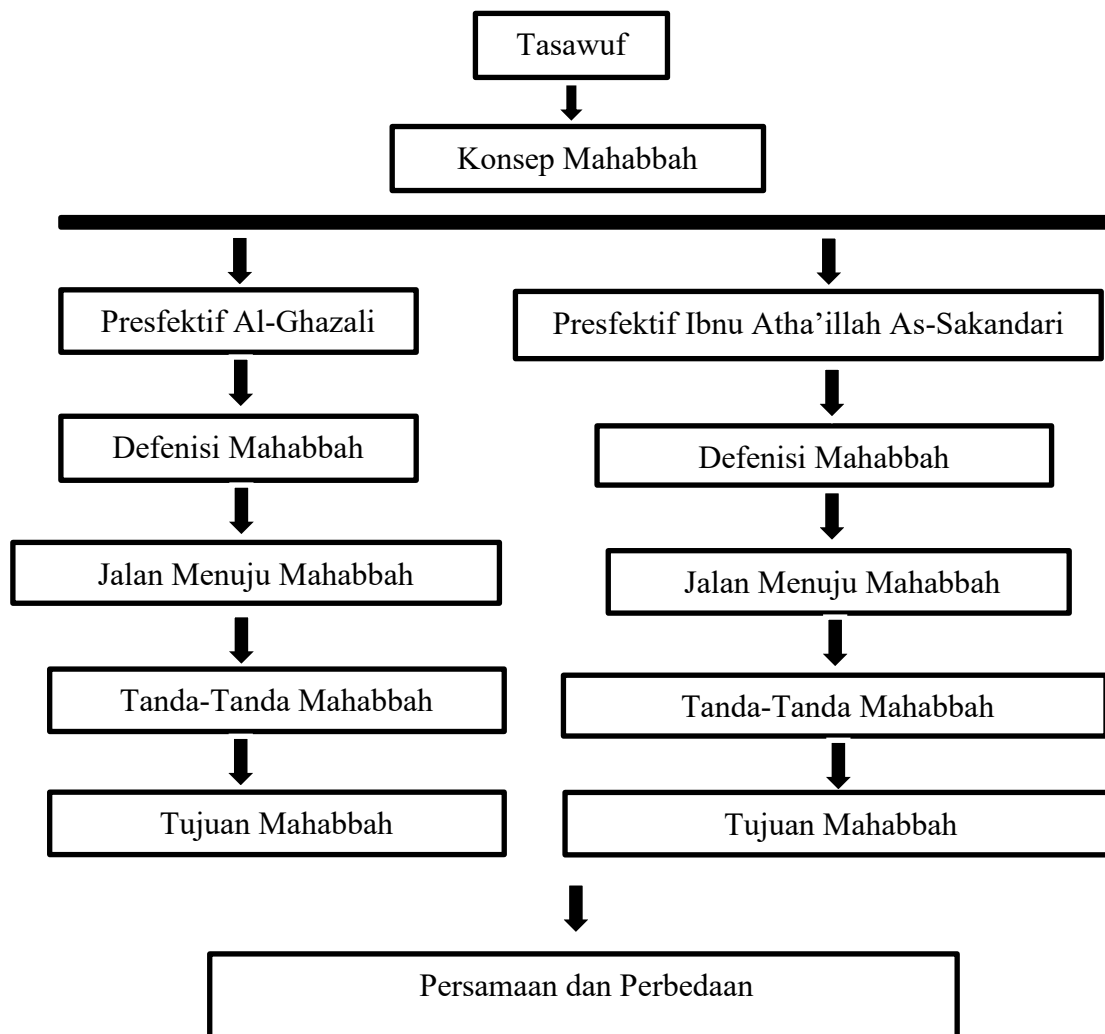 Tasawuf
Konsep Mahabbah
Presfektif Al-Ghazali
Presfektif Ibnu Atha’illah As-Sakandari
Defenisi Mahabbah
Defenisi Mahabbah
Jalan Menuju Mahabbah
Jalan Menuju Mahabbah
Tanda-Tanda Mahabbah
Tanda-Tanda Mahabbah
Tujuan Mahabbah
Tujuan Mahabbah
Persamaan dan Perbedaan